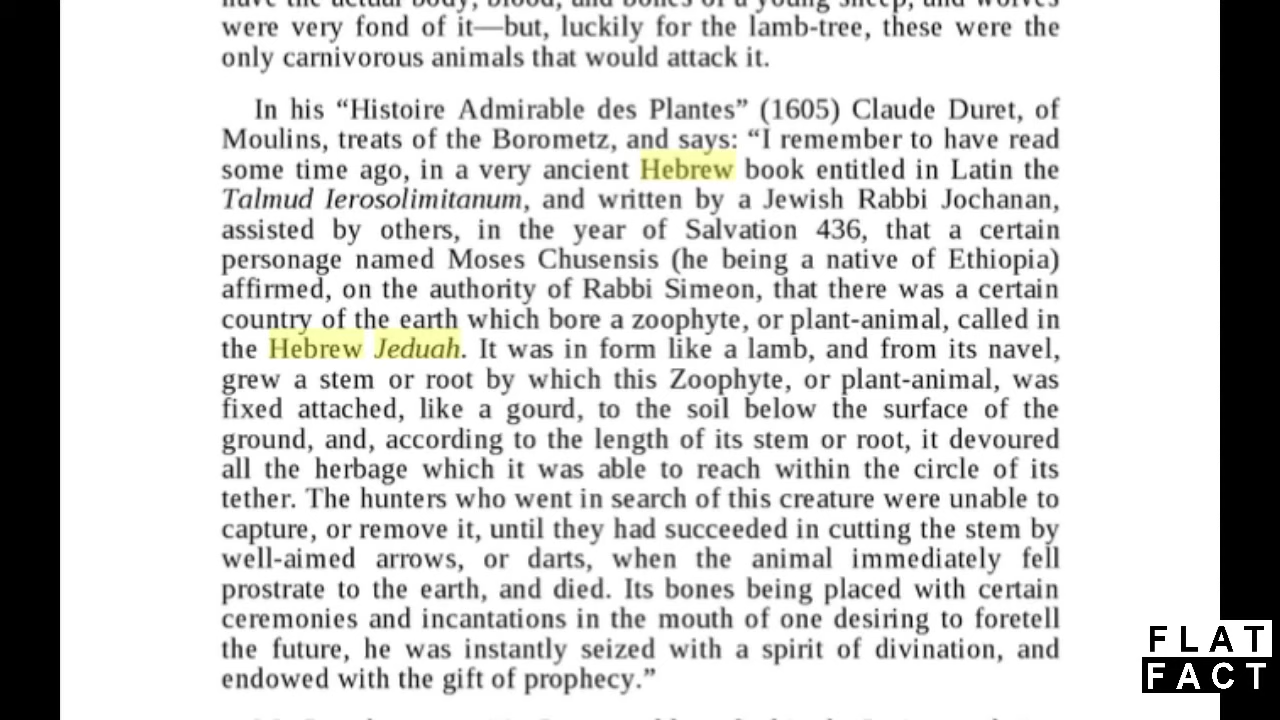 have the actual body, blood, and bones of a young sheep, and wolves
were very fond of it—but, luckily for the lamb-tree, these were the
only carnivorous animals that would attack it.
In his “Histoire Admirable des Plantes” (1605) Claude Duret, of
Moulins, treats of the Borometz, and says: “I remember to have read
some time ago, in a very ancient Hebrew book entitled in Latin the
Talmud Ierosolimitanum, and written by a Jewish Rabbi Jochanan,
assisted by others, in the year of Salvation 436, that a certain
personage named Moses Chusensis (he being a native of Ethiopia)
affirmed, on the authority of Rabbi Simeon, that there was a certain
country of the earth which bore a zoophyte, or plant-animal, called in
the Hebrew Jeduah. It was in form like a lamb, and from its navel,
grew a stem or root by which this Zoophyte, or plant-animal, was
fixed attached, like a gourd, to the soil below the surface of the
ground, and, according to the length of its stem or root, it devoured
all the herbage which it was able to reach within the circle of its
tether. The hunters who went in search of this creature were unable to
capture, or remove it, until they had succeeded in cutting the stem by
well-aimed arrows, or darts, when the animal immediately fell
prostrate to the earth, and died. Its bones being placed with certain
ceremonies and incantations in the mouth of one desiring to foretell
the future, he was instantly seized with a spirit of divination, and
endowed with the gift of prophecy.”
FLAT
FACT